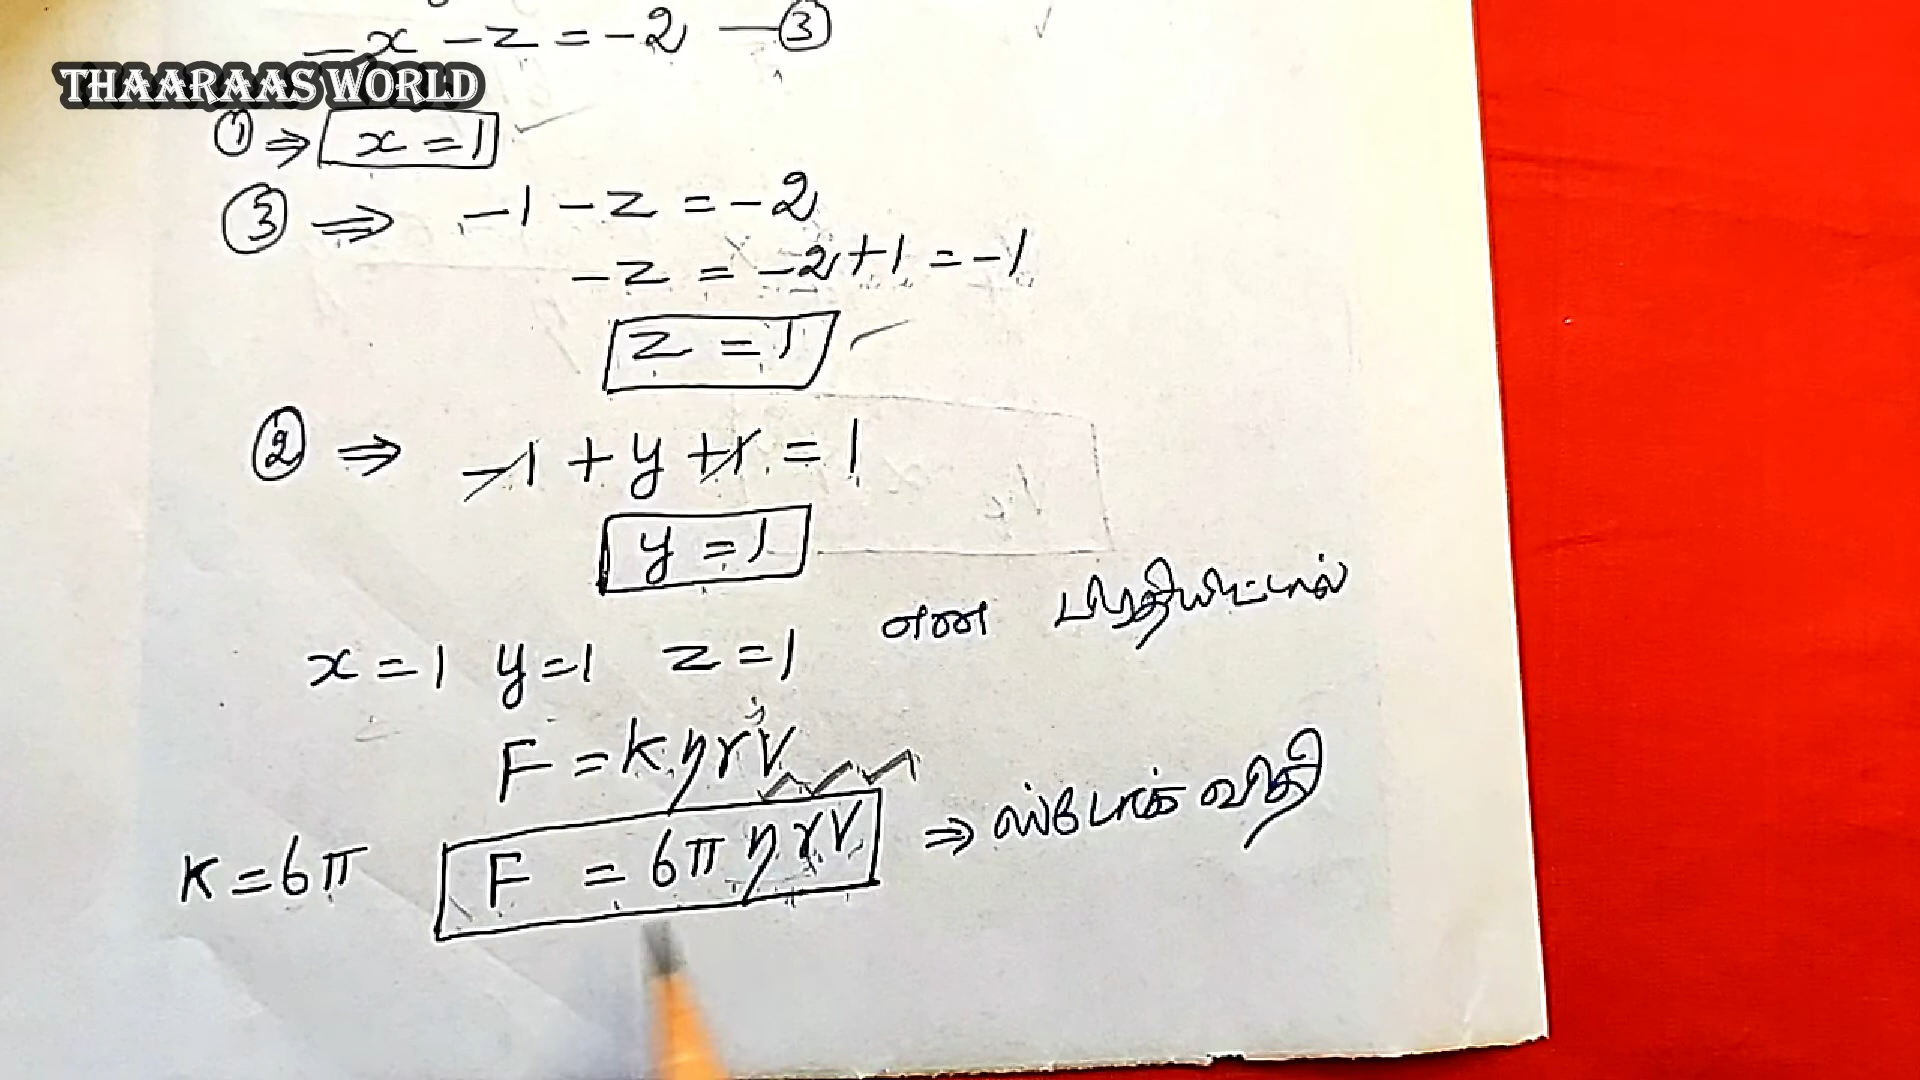 -x - z = -2 — ③
THAARAAS WORLD
① ⇒ x = 1
③ ⇒ -1 - z = -2
-z = -2+1 = -1
z = 1
② ⇒ -1 + y + 1 = 1
y = 1
x = 1 y = 1 z = 1 என பிரதியிட்டால்
F = kηrv
K = 6π F = 6πηrv ⇒ ஸ்டோக் விதி